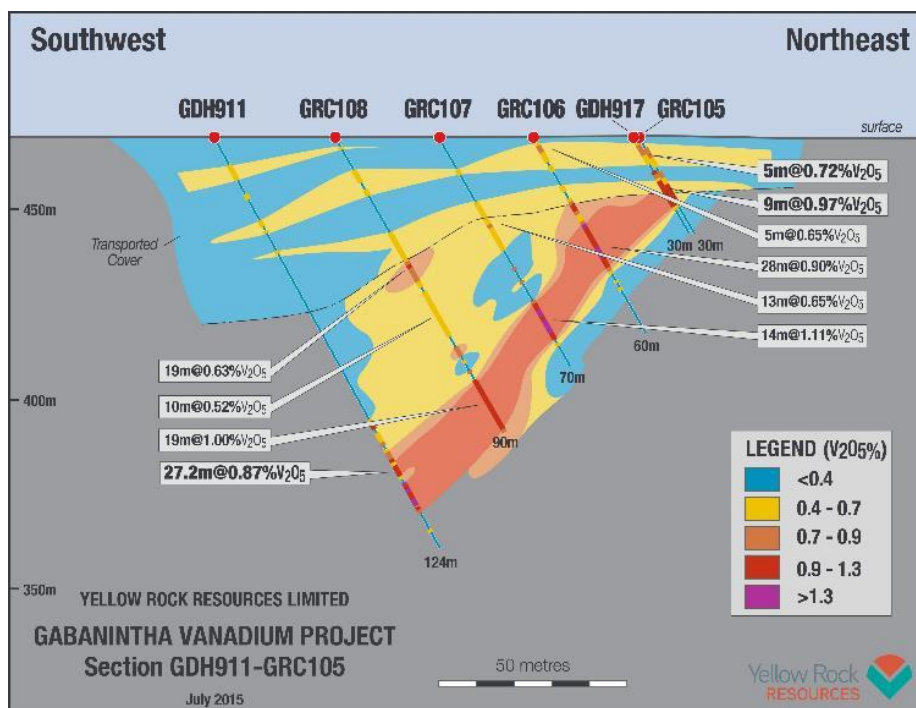 Southwest
Northeast
GDH911
GRC108
GRC107
GRC106
GDH917
GRC105
surface
450m
400m
350m
Transported
Cover
5m@0.72%V₂O₅
9m@0.97%V₂O₅
5m@0.65%V₂O₅
28m@0.90%V₂O₅
13m@0.65%V₂O₅
14m@1.11%V₂O₅
30m 30m
60m
70m
90m
124m
19m@0.63%V₂O₅
10m@0.52%V₂O₅
19m@1.00%V₂O₅
27.2m@0.87%V₂O₅
LEGEND (V2O5%)
<0.4
0.4 - 0.7
0.7 - 0.9
0.9 - 1.3
>1.3
YELLOW ROCK RESOURCES LIMITED
GABANINTHA VANADIUM PROJECT
Section GDH911-GRC105
July 2015
50 metres
Yellow Rock
RESOURCES